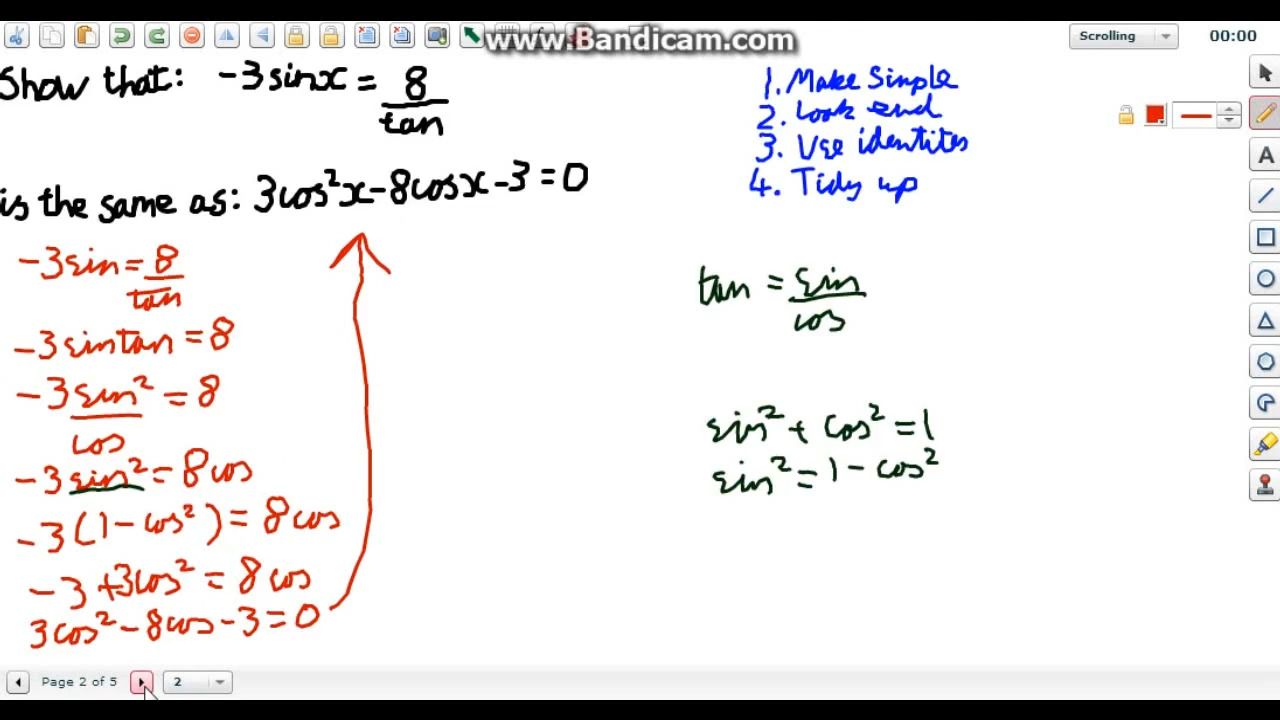 www.Bandicam.com
Scrolling
00:00
Show that: -3sinx = 8/tan
is the same as: 3cos²x - 8cosx - 3 = 0
1. Make Simple
2. Look end
3. Use identites
4. Tidy up
-3sin = 8/tan
-3sintan = 8
-3sin²/cos = 8
-3sin² = 8cos
-3(1 - cos²) = 8cos
-3 + 3cos² = 8cos
3cos² - 8cos - 3 = 0
tan = sin/cos
sin² + cos² = 1
sin² = 1 - cos²
A
Page 2 of 5
2